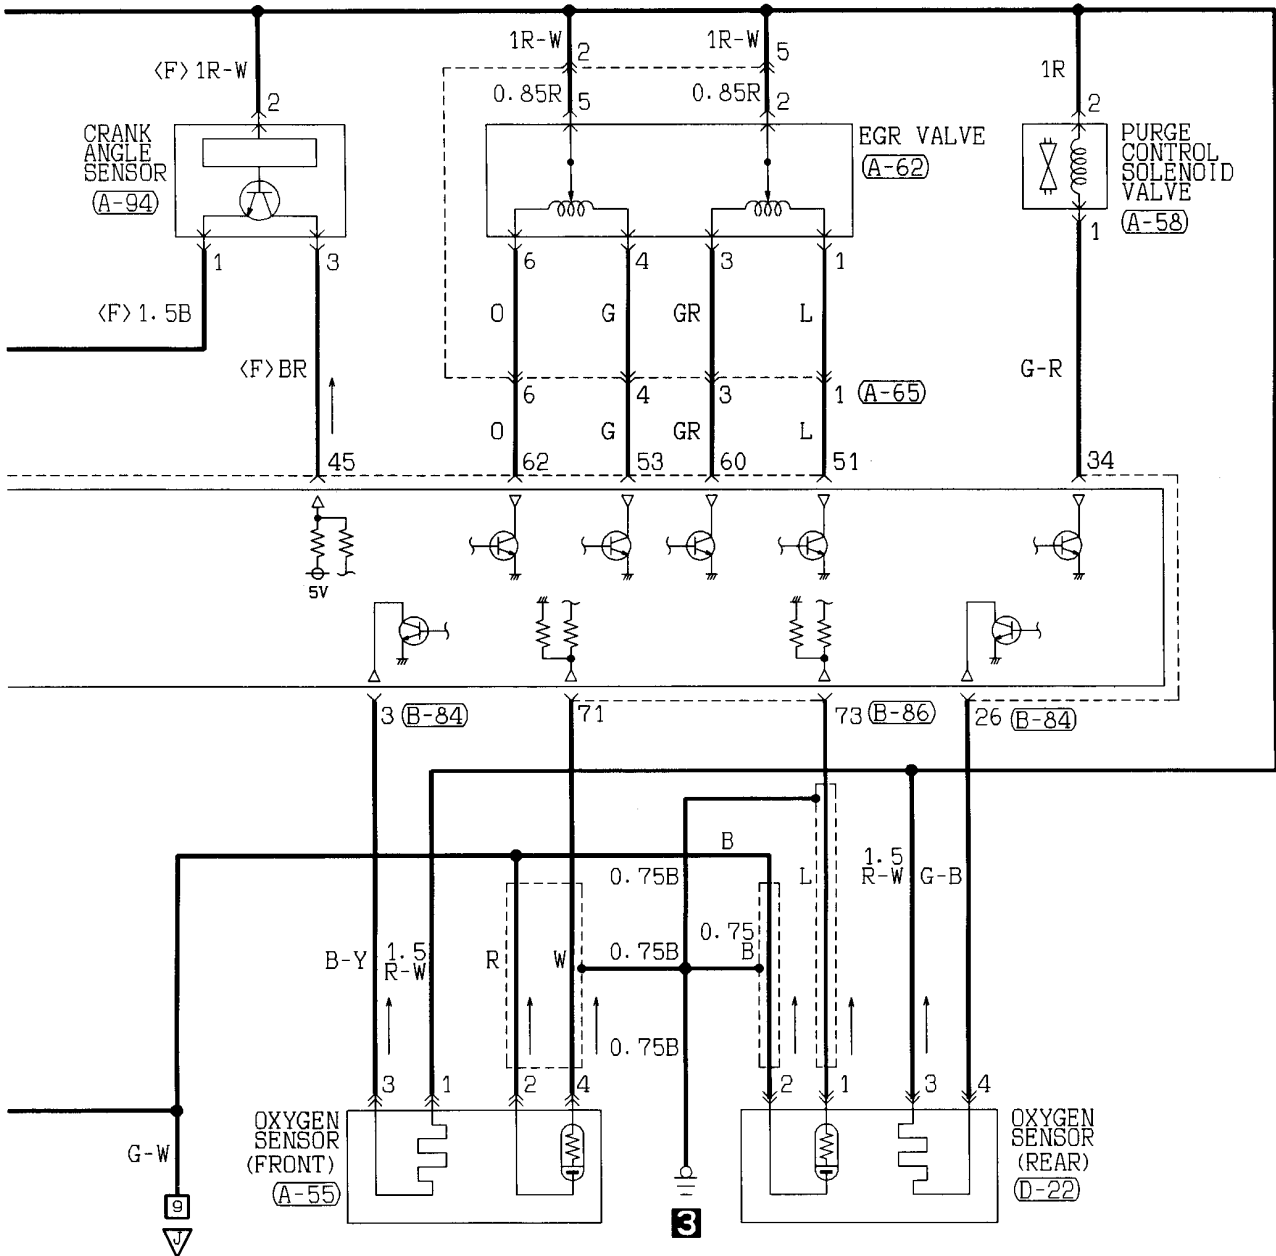 1R-W
2
1R-W
5
〈F〉1R-W
1R
0.85R
5
0.85R
2
2
2
CRANK
ANGLE
SENSOR
A-94
EGR VALVE
A-62
PURGE
CONTROL
SOLENOID
VALVE
A-58
1
3
6
4
3
1
1
〈F〉1.5B
O
G
GR
L
〈F〉BR
G-R
6
4
3
1
A-65
O
G
GR
L
45
62
53
60
51
34
5V
3
B-84
71
73
B-86
26
B-84
B
0.75B
L
1.5
R-W
G-B
B-Y
1.5
R-W
R
W
0.75B
0.75
B
0.75B
3
1
2
4
2
1
3
4
OXYGEN
SENSOR
(FRONT)
A-55
OXYGEN
SENSOR
(REAR)
D-22
G-W
9
J
3